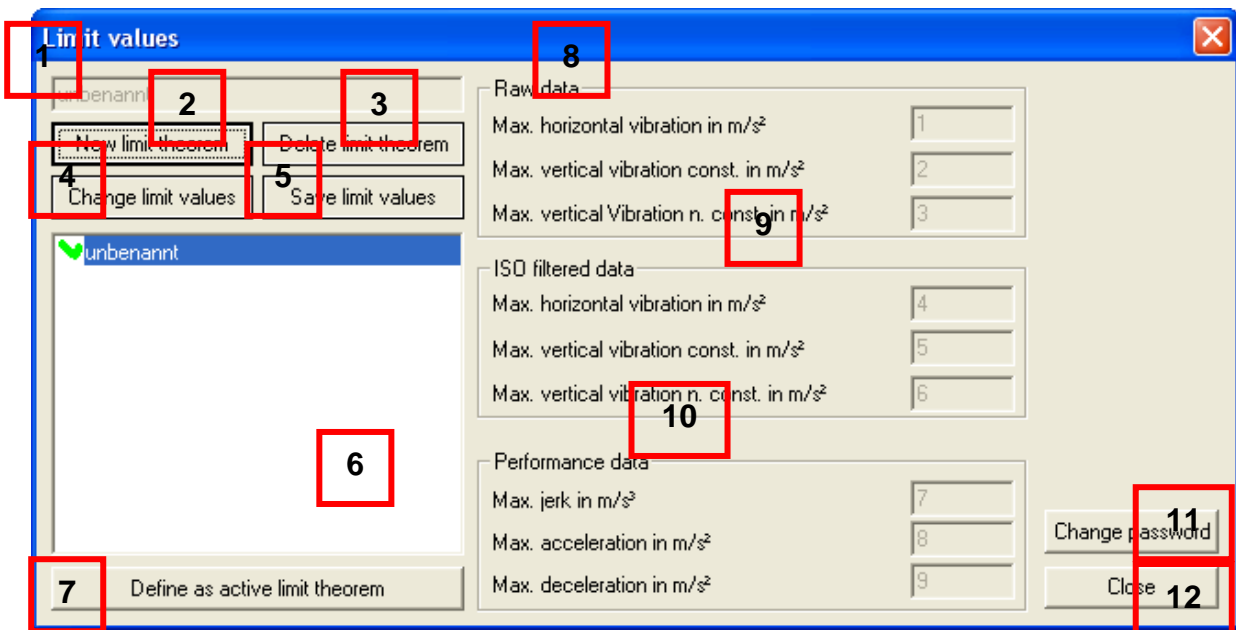 Limit values
1
8
unbenannt
2
3
New limit theorem
Delete limit theorem
4
5
Change limit values
Save limit values
unbenannt
6
7
Define as active limit theorem
Raw data
Max. horizontal vibration in m/s²
1
Max. vertical vibration const. in m/s²
2
Max. vertical Vibration n. const. in m/s²
3
9
ISO filtered data
Max. horizontal vibration in m/s²
4
Max. vertical vibration const. in m/s²
5
Max. vertical vibration n. const. in m/s²
6
10
Performance data
Max. jerk in m/s³
7
Max. acceleration in m/s²
8
Max. deceleration in m/s²
9
Change password
11
Close
12